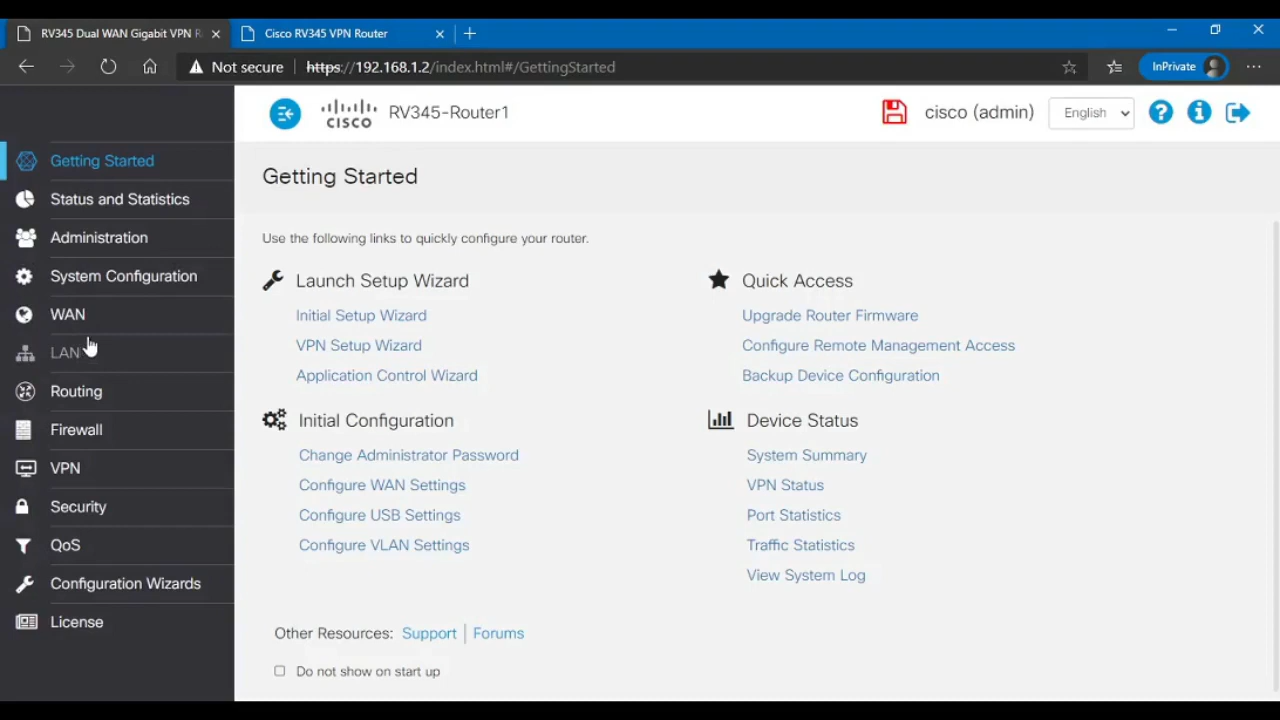 RV345 Dual WAN Gigabit VPN R
Cisco RV345 VPN Router
InPrivate
Not secure
https://192.168.1.2/index.html#/GettingStarted
cisco
RV345-Router1
cisco (admin)
English
Getting Started
Status and Statistics
Administration
System Configuration
WAN
LAN
Routing
Firewall
VPN
Security
QoS
Configuration Wizards
License
Getting Started
Use the following links to quickly configure your router.
Launch Setup Wizard
Initial Setup Wizard
VPN Setup Wizard
Application Control Wizard
Initial Configuration
Change Administrator Password
Configure WAN Settings
Configure USB Settings
Configure VLAN Settings
Quick Access
Upgrade Router Firmware
Configure Remote Management Access
Backup Device Configuration
Device Status
System Summary
VPN Status
Port Statistics
Traffic Statistics
View System Log
Other Resources: Support | Forums
Do not show on start up